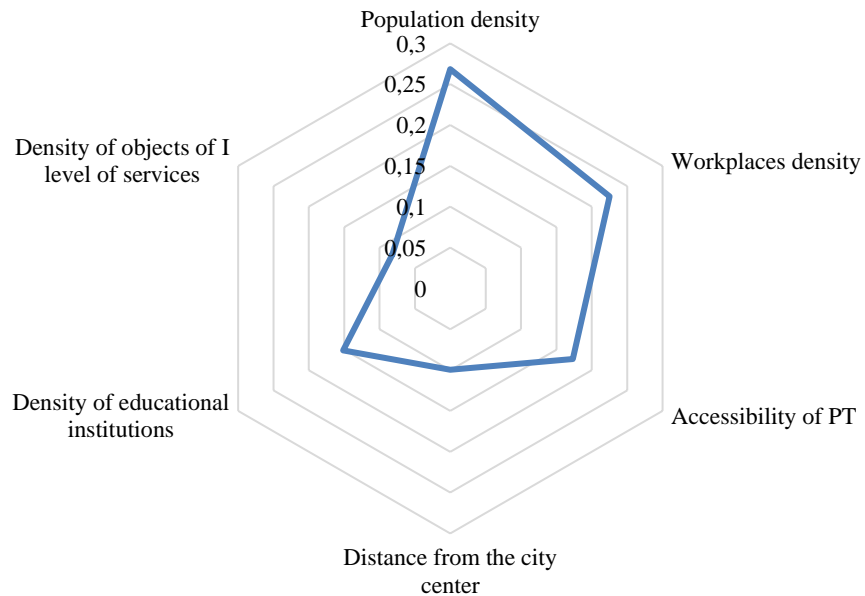 Population density
0,3
0,25
0,2
0,15
0,1
0,05
0
Density of objects of I
level of services
Workplaces density
Density of educational
institutions
Accessibility of PT
Distance from the city
center